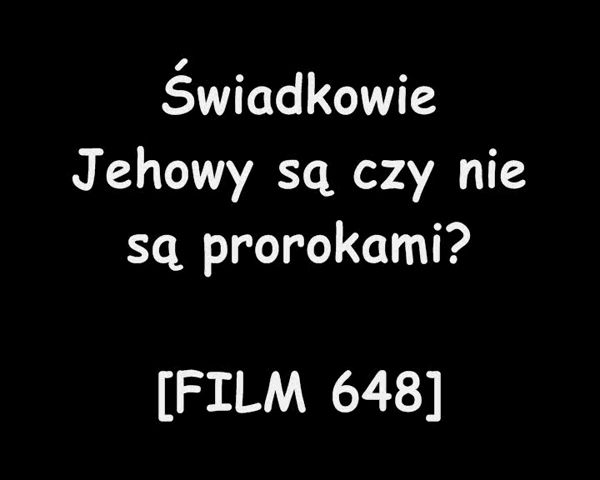 Świadkowie
Jehowy są czy nie
są prorokami?
[FILM 648]